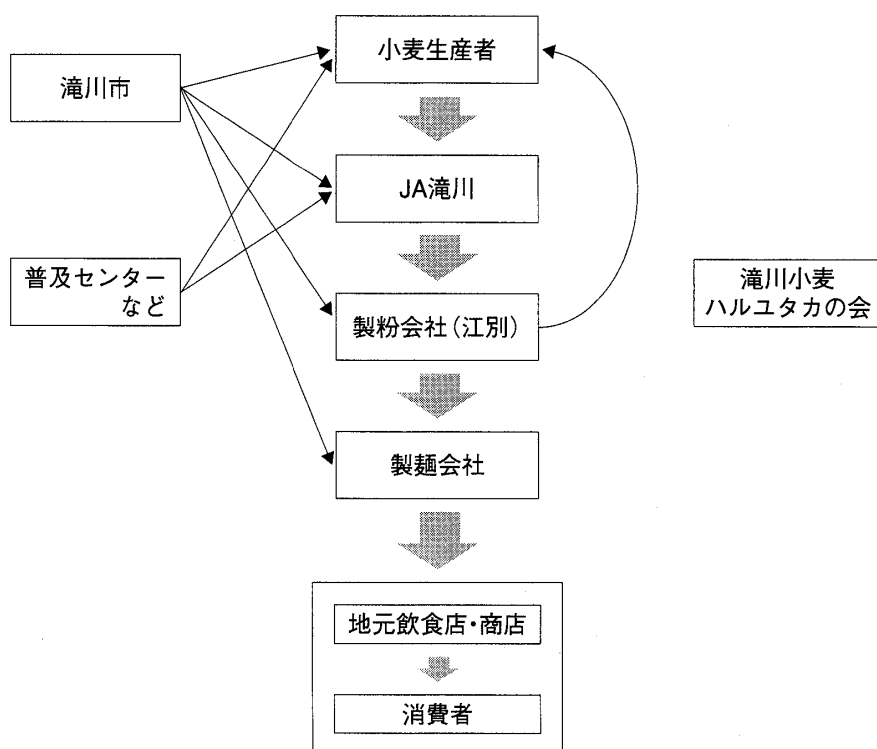 小麦生産者
滝川市
JA滝川
普及センター
など
製粉会社（江別）
滝川小麦
ハルユタカの会
製麺会社
地元飲食店・商店
消費者